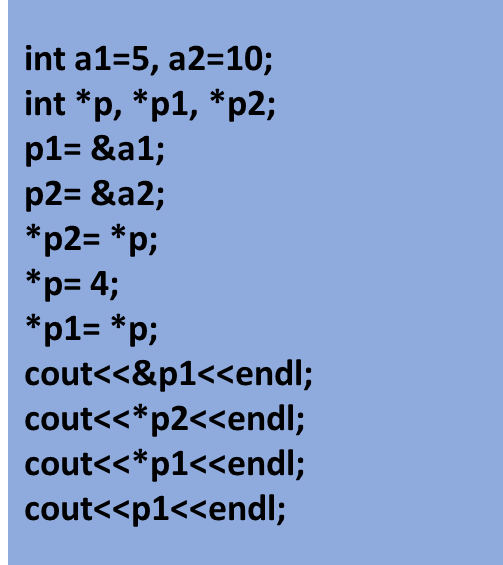 int a1=5, a2=10;
int *p, *p1, *p2;
p1= &a1;
p2= &a2;
*p2= *p;
*p= 4;
*p1= *p;
cout<<&p1<<endl;
cout<<*p2<<endl;
cout<<*p1<<endl;
cout<<p1<<endl;